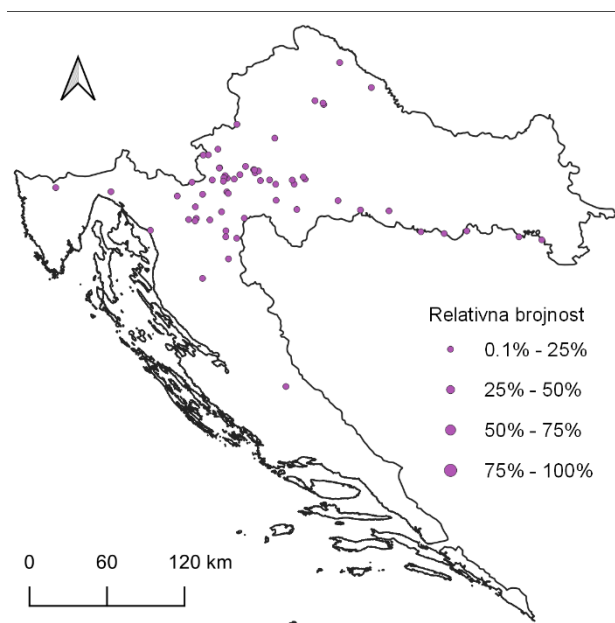 Relativna brojnost
0.1% - 25%
25% - 50%
50% - 75%
75% - 100%
0 60 120 km